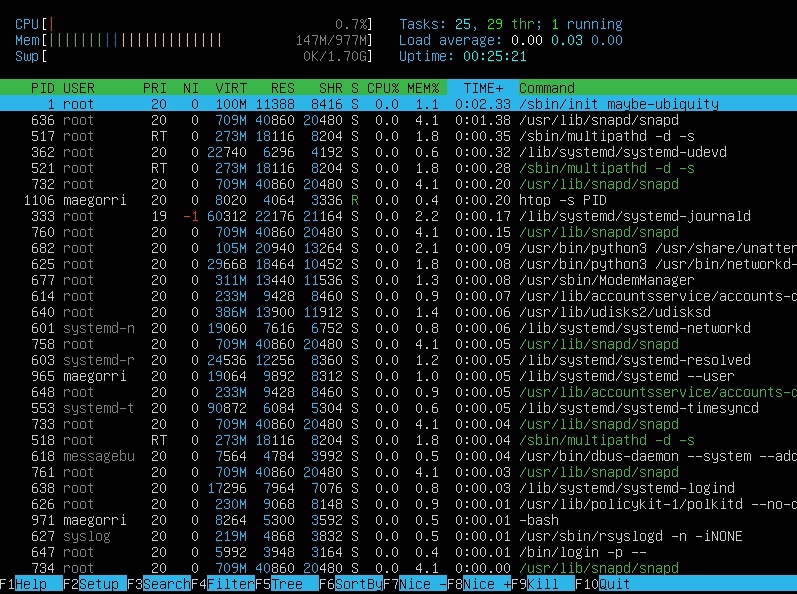 CPU[| 0.7%] Tasks: 25, 29 thr; 1 running
Mem[||||||||||||||||||||||| 147M/977M] Load average: 0.00 0.03 0.00
Swp[ 0K/1.70G] Uptime: 00:25:21
PID USER PRI NI VIRT RES SHR S CPU% MEM% TIME+ Command
1 root 20 0 100M 11388 8416 S 0.0 1.1 0:02.33 /sbin/init maybe-ubiquity
636 root 20 0 709M 40860 20480 S 0.0 4.1 0:01.38 /usr/lib/snapd/snapd
517 root RT 0 273M 18116 8204 S 0.0 1.8 0:00.35 /sbin/multipathd -d -s
362 root 20 0 22740 6296 4192 S 0.0 0.6 0:00.32 /lib/systemd/systemd-udevd
521 root RT 0 273M 18116 8204 S 0.0 1.8 0:00.28 /sbin/multipathd -d -s
732 root 20 0 709M 40860 20480 S 0.0 4.1 0:00.20 /usr/lib/snapd/snapd
1106 maegorri 20 0 8020 4064 3336 R 0.0 0.4 0:00.20 htop -s PID
333 root 19 -1 60312 22176 21164 S 0.0 2.2 0:00.17 /lib/systemd/systemd-journald
760 root 20 0 709M 40860 20480 S 0.0 4.1 0:00.15 /usr/lib/snapd/snapd
682 root 20 0 105M 20940 13264 S 0.0 2.1 0:00.09 /usr/bin/python3 /usr/share/unatten
625 root 20 0 29668 18464 10452 S 0.0 1.8 0:00.08 /usr/bin/python3 /usr/bin/networkd-
677 root 20 0 311M 13440 11536 S 0.0 1.3 0:00.08 /usr/sbin/ModemManager
614 root 20 0 233M 9428 8460 S 0.0 0.9 0:00.07 /usr/lib/accountsservice/accounts-d
640 root 20 0 386M 13900 11912 S 0.0 1.4 0:00.06 /usr/lib/udisks2/udisksd
601 systemd-n 20 0 19060 7616 6752 S 0.0 0.8 0:00.06 /lib/systemd/systemd-networkd
758 root 20 0 709M 40860 20480 S 0.0 4.1 0:00.05 /usr/lib/snapd/snapd
603 systemd-r 20 0 24536 12256 8360 S 0.0 1.2 0:00.05 /lib/systemd/systemd-resolved
965 maegorri 20 0 19064 9892 8312 S 0.0 1.0 0:00.05 /lib/systemd/systemd --user
648 root 20 0 233M 9428 8460 S 0.0 0.9 0:00.05 /usr/lib/accountsservice/accounts-d
553 systemd-t 20 0 90872 6084 5304 S 0.0 0.6 0:00.05 /lib/systemd/systemd-timesyncd
733 root 20 0 709M 40860 20480 S 0.0 4.1 0:00.04 /usr/lib/snapd/snapd
518 root RT 0 273M 18116 8204 S 0.0 1.8 0:00.04 /sbin/multipathd -d -s
618 messagebu 20 0 7564 4784 3992 S 0.0 0.5 0:00.04 /usr/bin/dbus-daemon --system --add
761 root 20 0 709M 40860 20480 S 0.0 4.1 0:00.03 /usr/lib/snapd/snapd
638 root 20 0 17296 7964 7076 S 0.0 0.8 0:00.03 /lib/systemd/systemd-logind
626 root 20 0 230M 9068 8148 S 0.0 0.9 0:00.01 /usr/lib/policykit-1/polkitd --no-d
971 maegorri 20 0 8264 5300 3592 S 0.0 0.5 0:00.01 -bash
627 syslog 20 0 219M 4868 3832 S 0.0 0.5 0:00.01 /usr/sbin/rsyslogd -n -iNONE
647 root 20 0 5992 3948 3164 S 0.0 0.4 0:00.01 /bin/login -p --
734 root 20 0 709M 40860 20480 S 0.0 4.1 0:00.00 /usr/lib/snapd/snapd
F1Help F2Setup F3SearchF4FilterF5Tree F6SortByF7Nice -F8Nice +F9Kill F10Quit